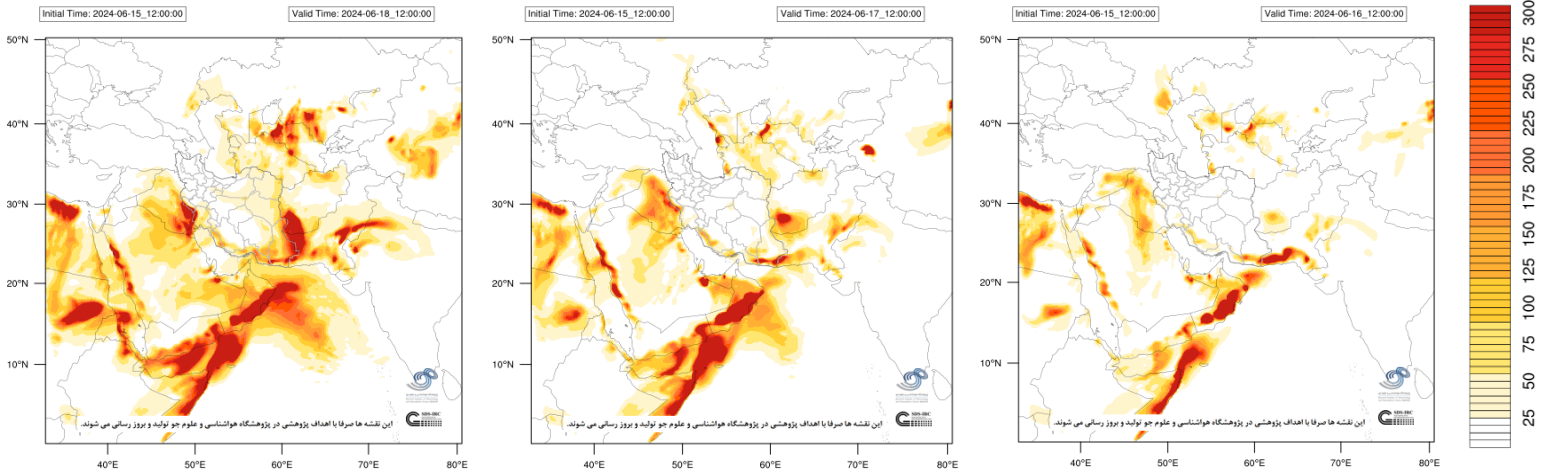 Initial Time: 2024-06-15_12:00:00
Valid Time: 2024-06-18_12:00:00
50°N
40°N
30°N
20°N
10°N
40°E
50°E
60°E
70°E
80°E
SDS-IRC
این نقشه ها صرفا با اهداف پژوهشی در پژوهشگاه هواشناسی و علوم جو تولید و بروز رسانی می شوند.
Initial Time: 2024-06-15_12:00:00
Valid Time: 2024-06-17_12:00:00
50°N
40°N
30°N
20°N
10°N
40°E
50°E
60°E
70°E
80°E
SDS-IRC
این نقشه ها صرفا با اهداف پژوهشی در پژوهشگاه هواشناسی و علوم جو تولید و بروز رسانی می شوند.
Initial Time: 2024-06-15_12:00:00
Valid Time: 2024-06-16_12:00:00
50°N
40°N
30°N
20°N
10°N
40°E
50°E
60°E
70°E
80°E
SDS-IRC
این نقشه ها صرفا با اهداف پژوهشی در پژوهشگاه هواشناسی و علوم جو تولید و بروز رسانی می شوند.
300
275
250
225
200
175
150
125
100
75
50
25